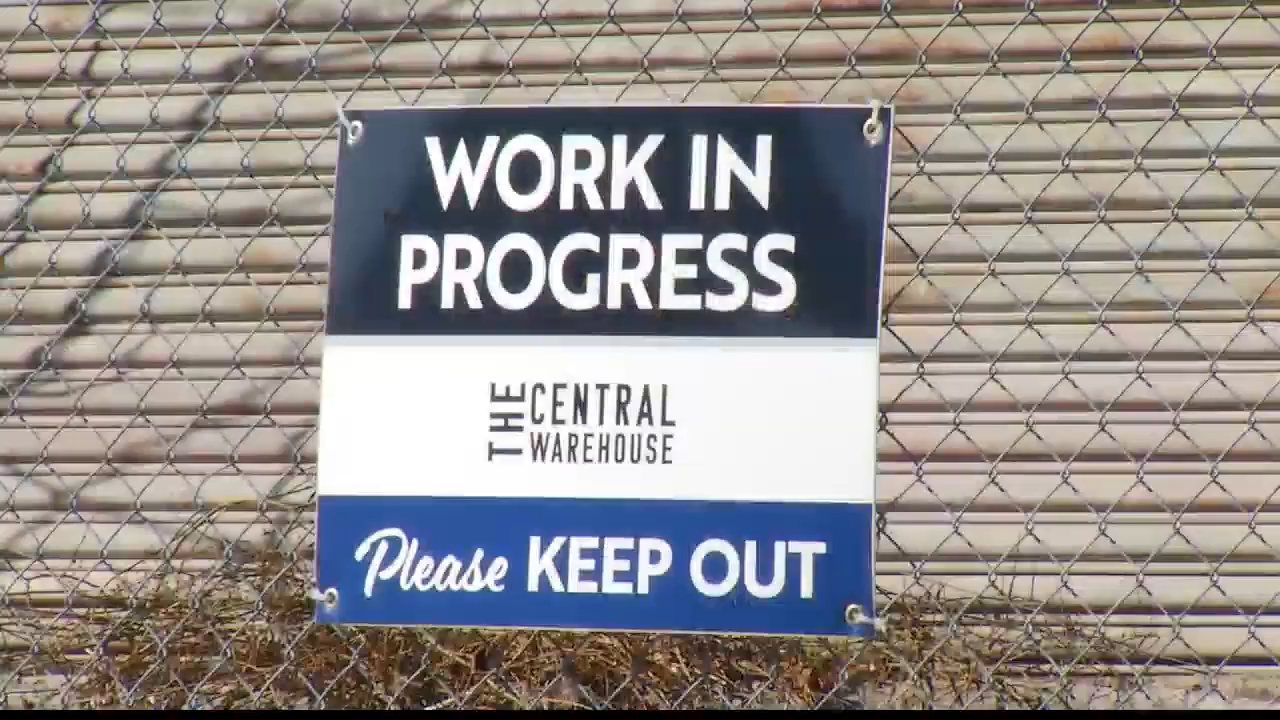 WORK IN
PROGRESS
THE CENTRAL
WAREHOUSE
Please KEEP OUT